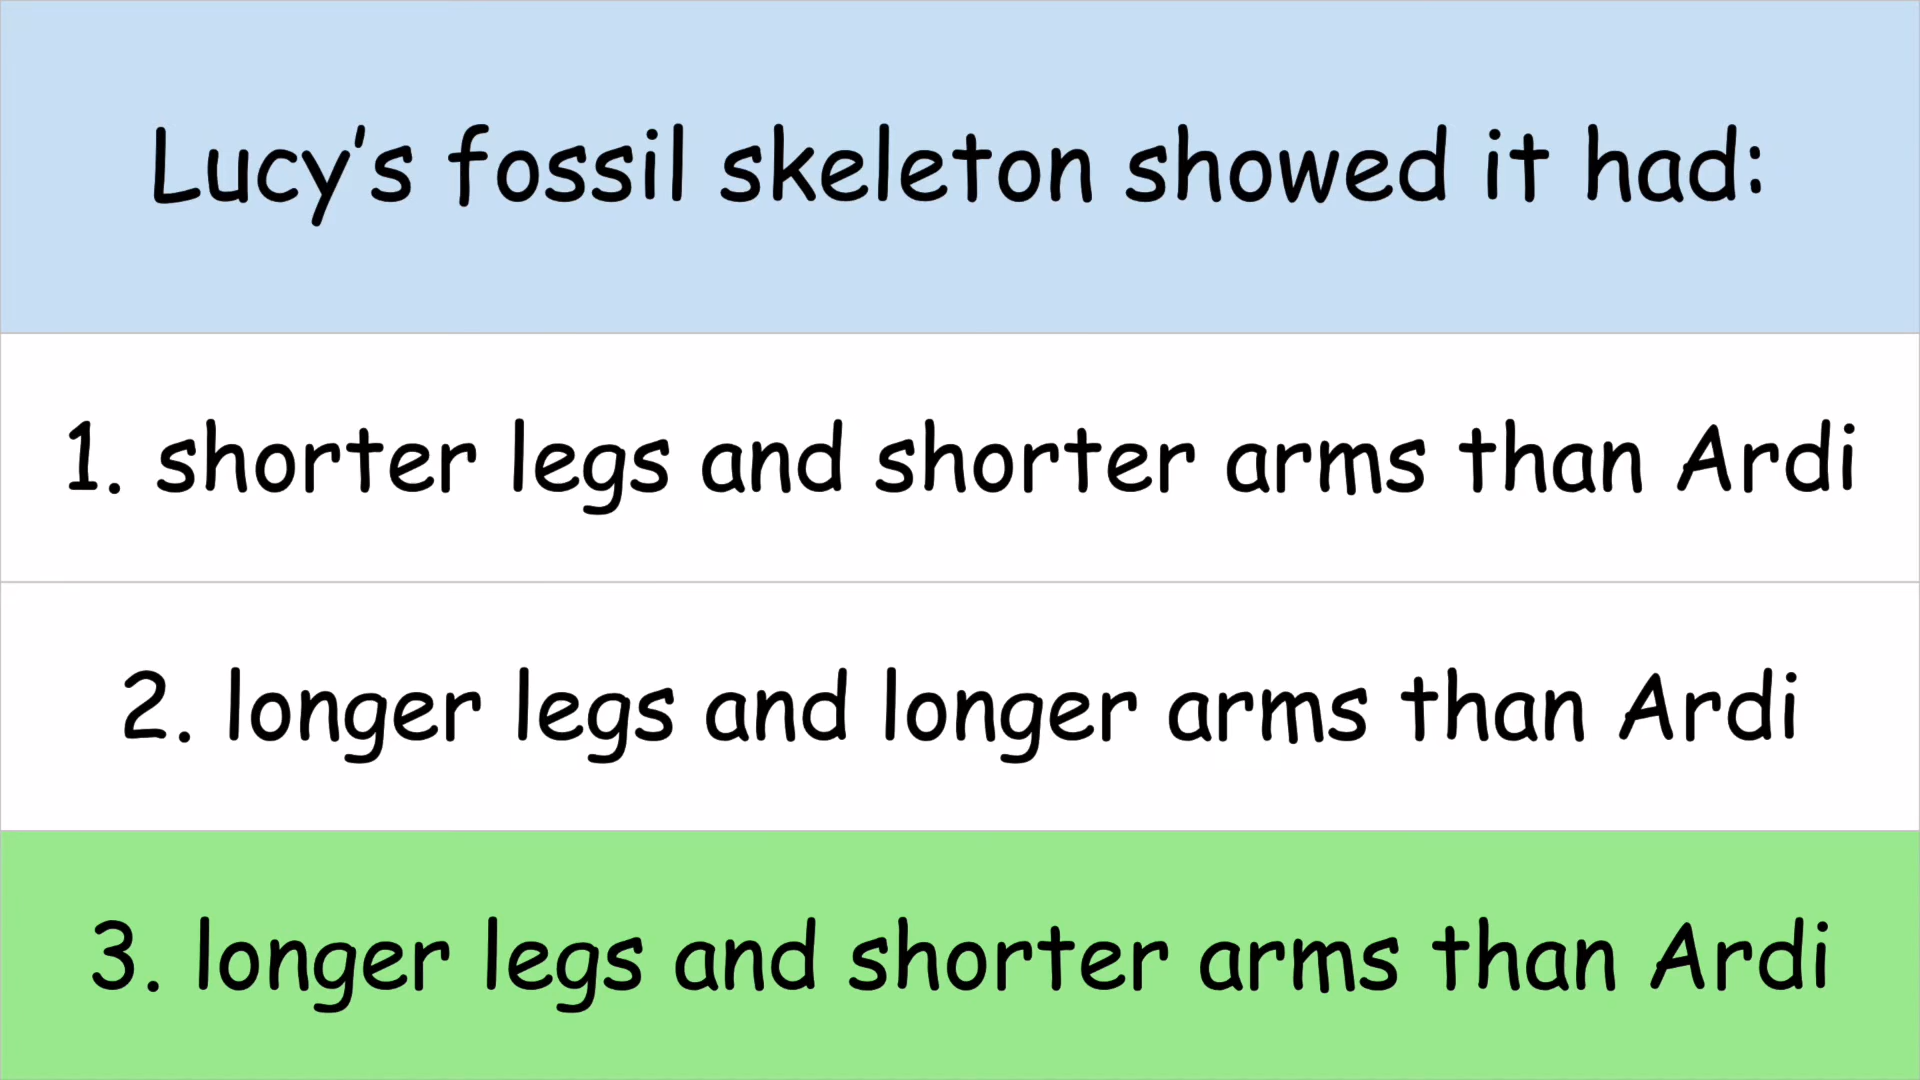 Lucy’s fossil skeleton showed it had:
1. shorter legs and shorter arms than Ardi
2. longer legs and longer arms than Ardi
3. longer legs and shorter arms than Ardi